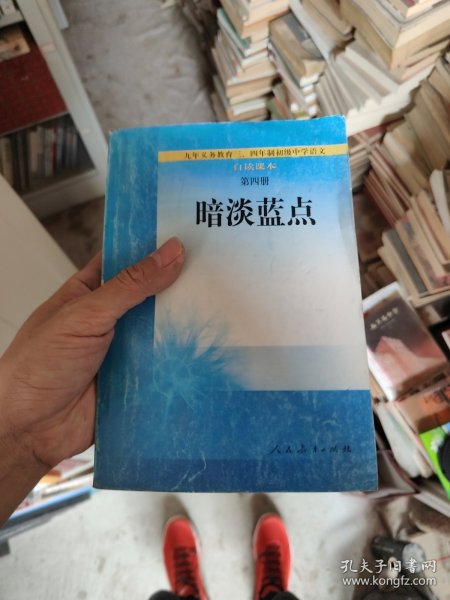 九年义务教育三、四年制初级中学语文
自读课本
第四册
暗淡蓝点
人民教育出版社
孔夫子旧书网
www.kongfz.com